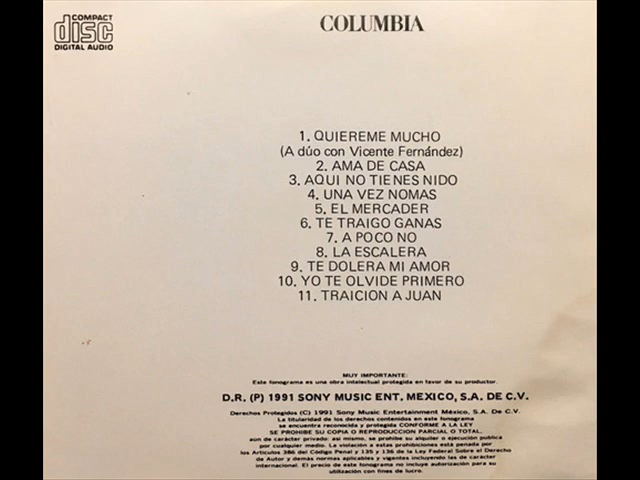 COMPACT
disc
DIGITAL AUDIO
COLUMBIA
1. QUIEREME MUCHO
(A dúo con Vicente Fernández)
2. AMA DE CASA
3. AQUI NO TIENES NIDO
4. UNA VEZ NOMAS
5. EL MERCADER
6. TE TRAIGO GANAS
7. A POCO NO
8. LA ESCALERA
9. TE DOLERA MI AMOR
10. YO TE OLVIDE PRIMERO
11. TRAICION A JUAN
MUY IMPORTANTE:
Este fonograma es una obra intelectual protegida en favor de su productor.
D.R. (P) 1991 SONY MUSIC ENT. MEXICO, S.A. DE C.V.
Derechos Protegidos (C) 1991 Sony Music Entertainment México, S.A. De C.V.
La titularidad de los derechos contenidos en este fonograma
se encuentra reconocida y protegida CONFORME A LA LEY
SE PROHIBE SU COPIA O REPRODUCCION PARCIAL O TOTAL,
aún de carácter privado: así mismo, se prohibe su alquiler o ejecución publica
por cualquier medio. La violación a estas prohibiciones está penada por
los Artículos 386 del Código Penal y 135 y 136 de la Ley Federal Sobre el Derecho
de Autor y demás normas aplicables y vigentes incluyendo las de carácter
internacional. El precio de este fonograma no incluye autorización para su
utilización con fines de lucro.